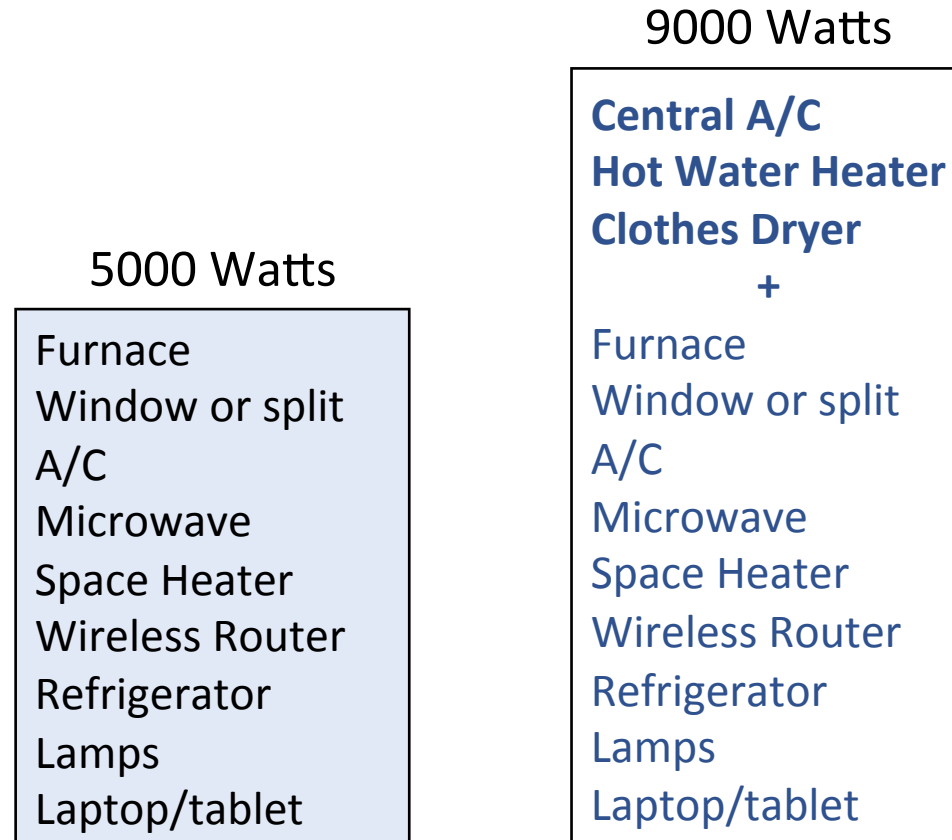 5000 Watts
Furnace
Window or split
A/C
Microwave
Space Heater
Wireless Router
Refrigerator
Lamps
Laptop/tablet
9000 Watts
Central A/C
Hot Water Heater
Clothes Dryer
+
Furnace
Window or split
A/C
Microwave
Space Heater
Wireless Router
Refrigerator
Lamps
Laptop/tablet